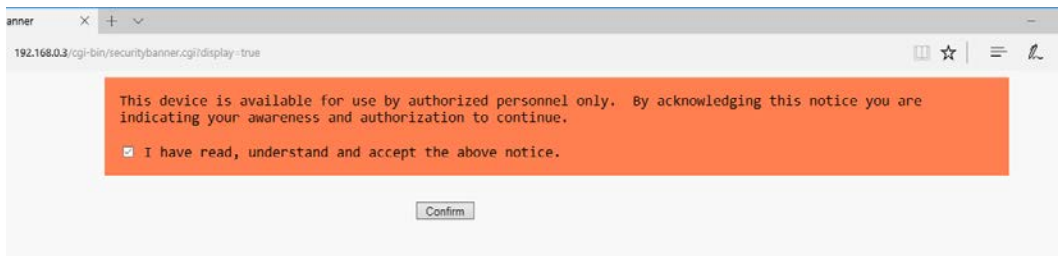 anner
192.168.0.3/cgi-bin/securitybanner.cgi?display=true
This device is available for use by authorized personnel only.  By acknowledging this notice you are
indicating your awareness and authorization to continue.
I have read, understand and accept the above notice.
Confirm